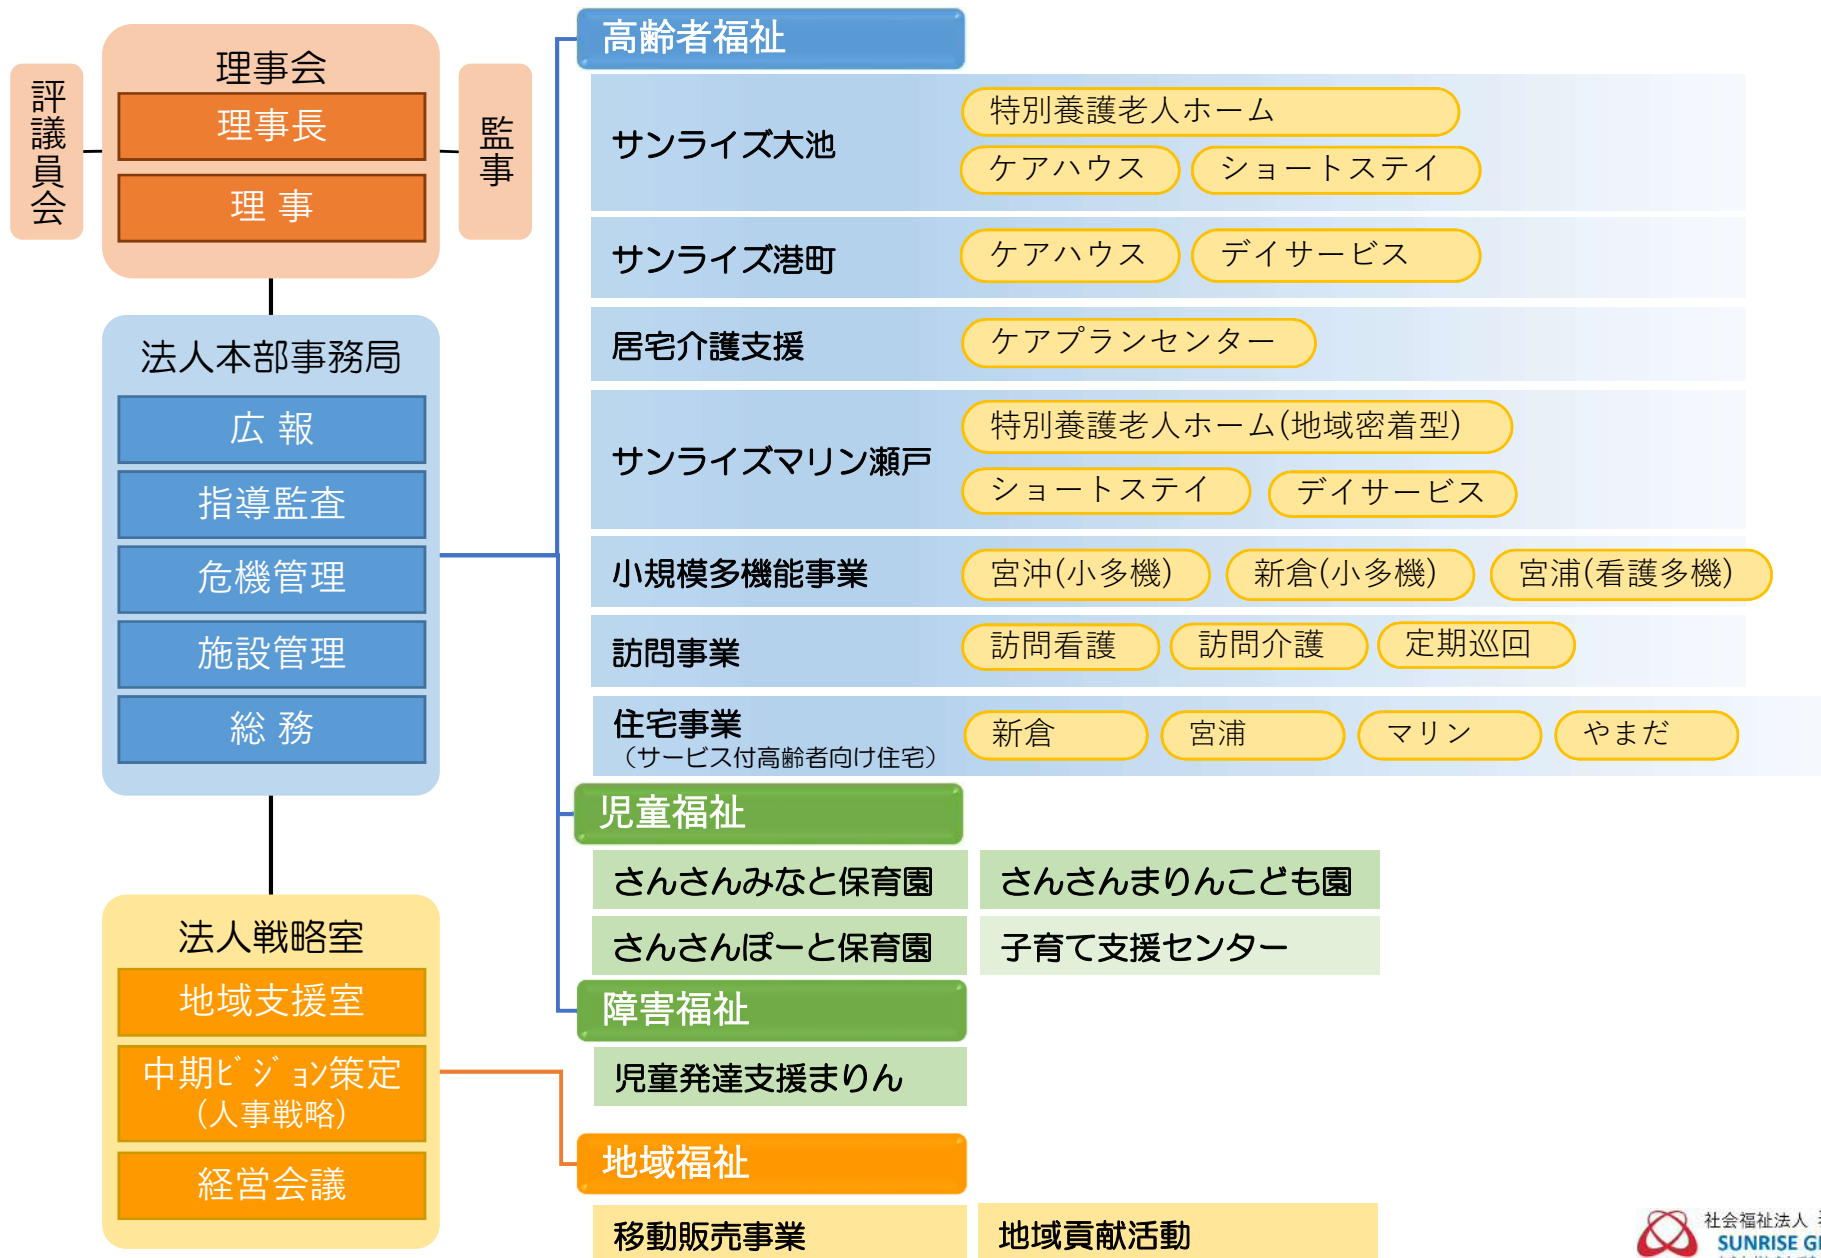 評議員会
理事会
理事長
理 事
監事
法人本部事務局
広 報
指導監査
危機管理
施設管理
総 務
法人戦略室
地域支援室
中期ﾋﾞｼﾞｮﾝ策定
(人事戦略)
経営会議
高齢者福祉
サンライズ大池
特別養護老人ホーム
ケアハウス
ショートステイ
サンライズ港町
ケアハウス
デイサービス
居宅介護支援
ケアプランセンター
サンライズマリン瀬戸
特別養護老人ホーム(地域密着型)
ショートステイ
デイサービス
小規模多機能事業
宮沖(小多機)
新倉(小多機)
宮浦(看護多機)
訪問事業
訪問看護
訪問介護
定期巡回
住宅事業
（サービス付高齢者向け住宅）
新倉
宮浦
マリン
やまだ
児童福祉
さんさんみなと保育園
さんさんまりんこども園
さんさんぽーと保育園
子育て支援センター
障害福祉
児童発達支援まりん
地域福祉
移動販売事業
地域貢献活動
社会福祉法人
SUNRISE